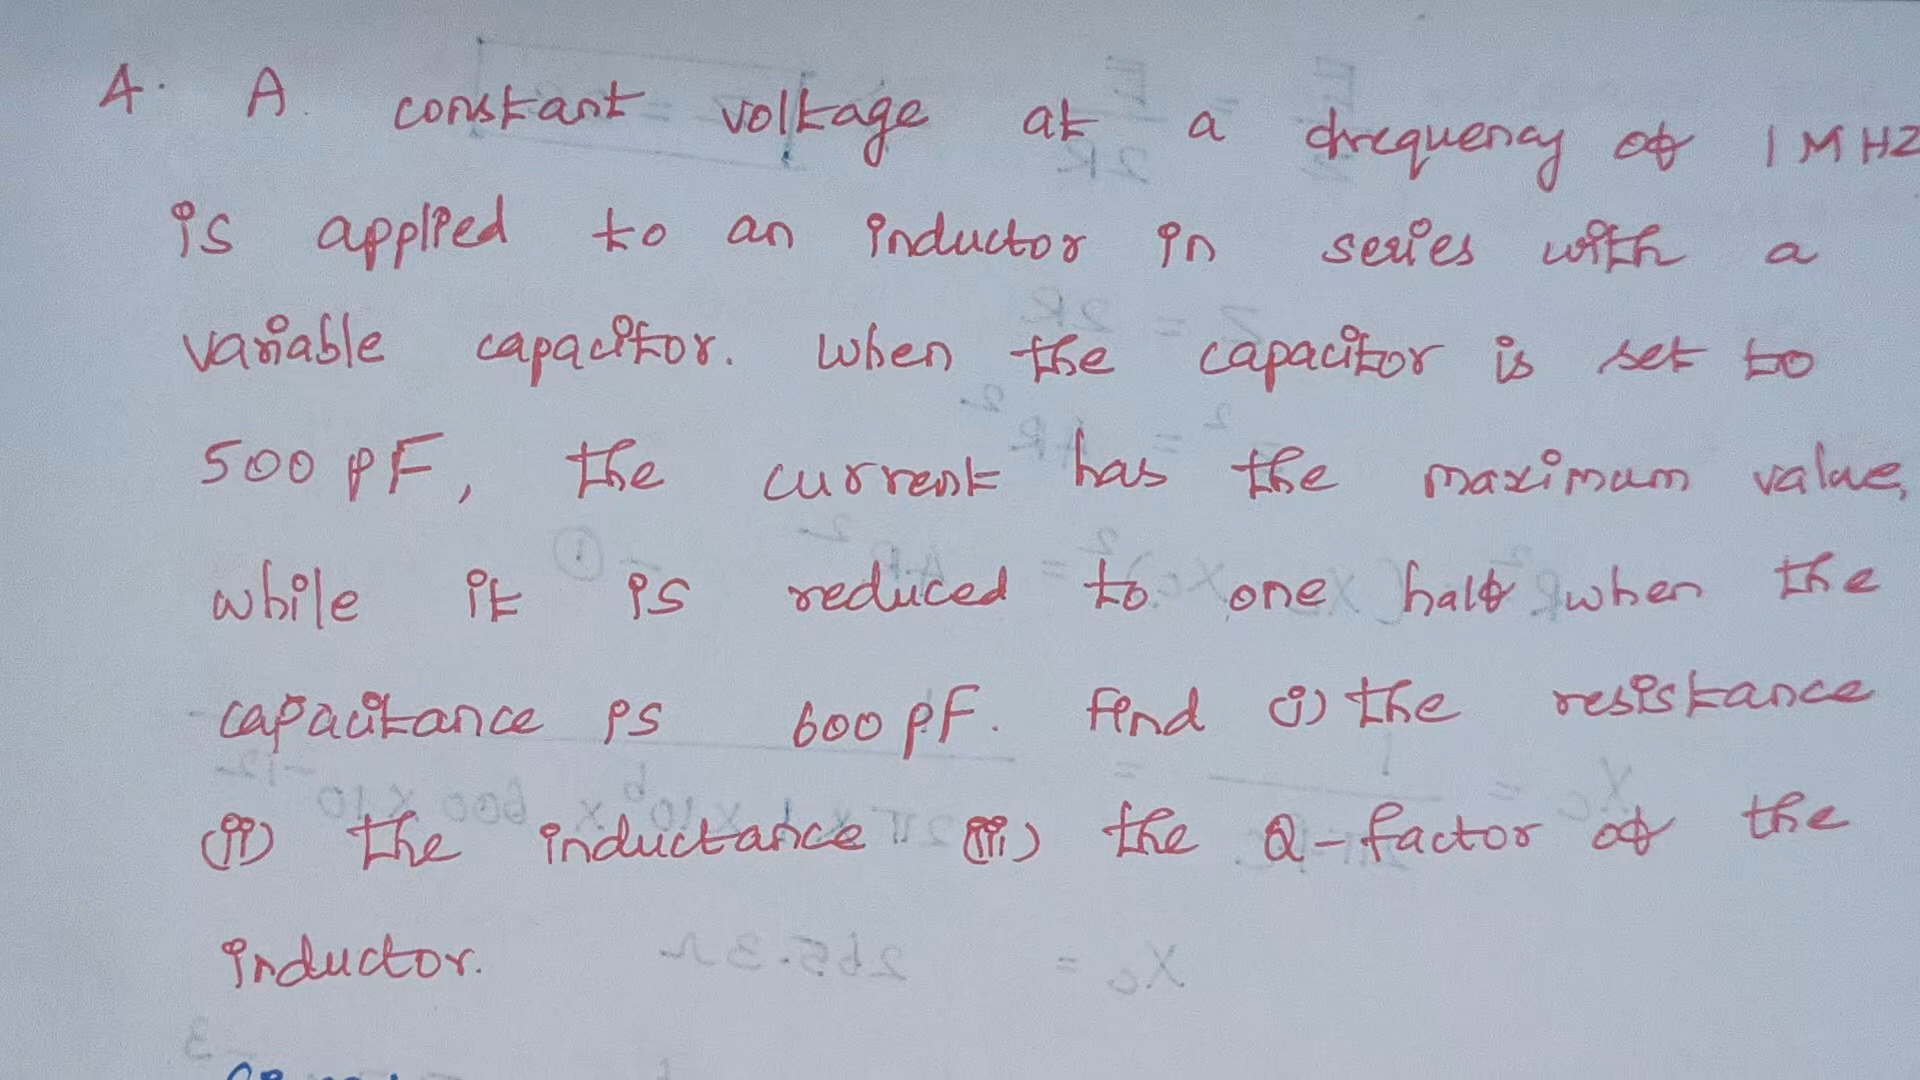 4. A constant voltage at a frequency of 1 MHZ
is applied to an inductor in series with a
variable capacitor. When the capacitor is set to
500 pF, the current has the maximum value,
while it is reduced to one half when the
capacitance is 600 pF. Find (i) the resistance
(ii) the inductance (iii) the Q-factor of the
inductor.